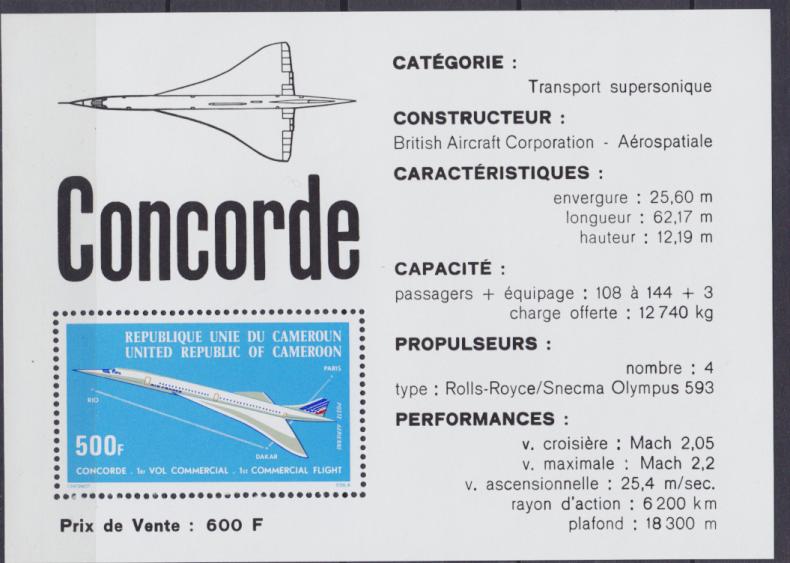 Concorde
REPUBLIQUE UNIE DU CAMEROUN
UNITED REPUBLIC OF CAMEROON
PARIS
RIO
POSTE AERIENNE
500F
DAKAR
CONCORDE . 1er VOL COMMERCIAL . 1st COMMERCIAL FLIGHT
Prix de Vente : 600 F
CATÉGORIE :
Transport supersonique
CONSTRUCTEUR :
British Aircraft Corporation - Aérospatiale
CARACTÉRISTIQUES :
envergure : 25,60 m
longueur : 62,17 m
hauteur : 12,19 m
CAPACITÉ :
passagers + équipage : 108 à 144 + 3
charge offerte : 12 740 kg
PROPULSEURS :
nombre : 4
type : Rolls-Royce/Snecma Olympus 593
PERFORMANCES :
v. croisière : Mach 2,05
v. maximale : Mach 2,2
v. ascensionnelle : 25,4 m/sec.
rayon d'action : 6 200 km
plafond : 18 300 m